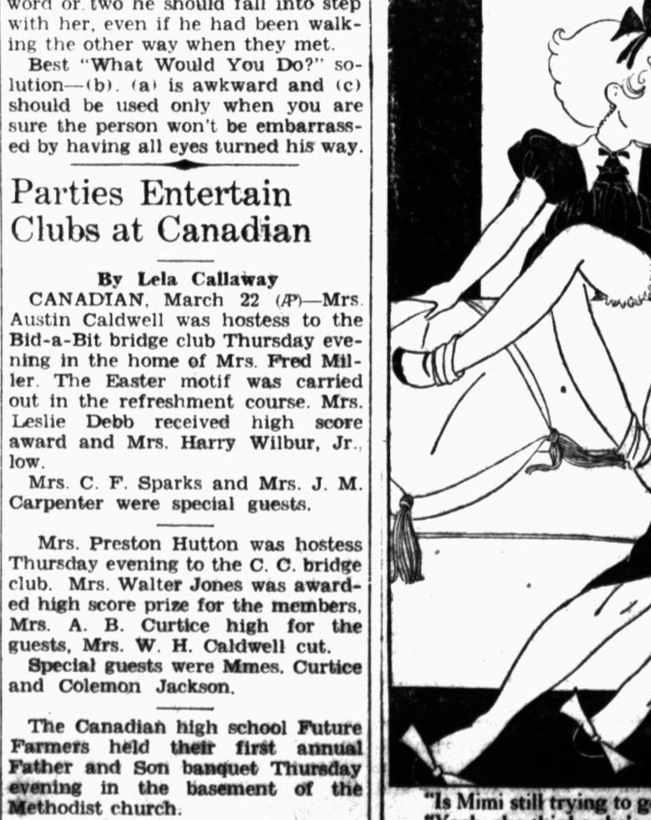 word or two he should fall into step
with her, even if he had been walk-
ing the other way when they met.
Best "What Would You Do?" so-
lution—(b). (a) is awkward and (c)
should be used only when you are
sure the person won't be embarrass-
ed by having all eyes turned his way.
Parties Entertain
Clubs at Canadian
By Lela Callaway
CANADIAN, March 22 (AP)—Mrs.
Austin Caldwell was hostess to the
Bid-a-Bit bridge club Thursday eve-
ning in the home of Mrs. Fred Mil-
ler. The Easter motif was carried
out in the refreshment course. Mrs.
Leslie Debb received high score
award and Mrs. Harry Wilbur, Jr.,
low.
Mrs. C. F. Sparks and Mrs. J. M.
Carpenter were special guests.
Mrs. Preston Hutton was hostess
Thursday evening to the C. C. bridge
club. Mrs. Walter Jones was award-
ed high score prize for the members,
Mrs. A. B. Curtice high for the
guests, Mrs. W. H. Caldwell cut.
Special guests were Mmes. Curtice
and Colemon Jackson.
The Canadian high school Future
Farmers held their first annual
Father and Son banquet Thursday
evening in the basement of the
Methodist church.
"Is Mimi still trying to